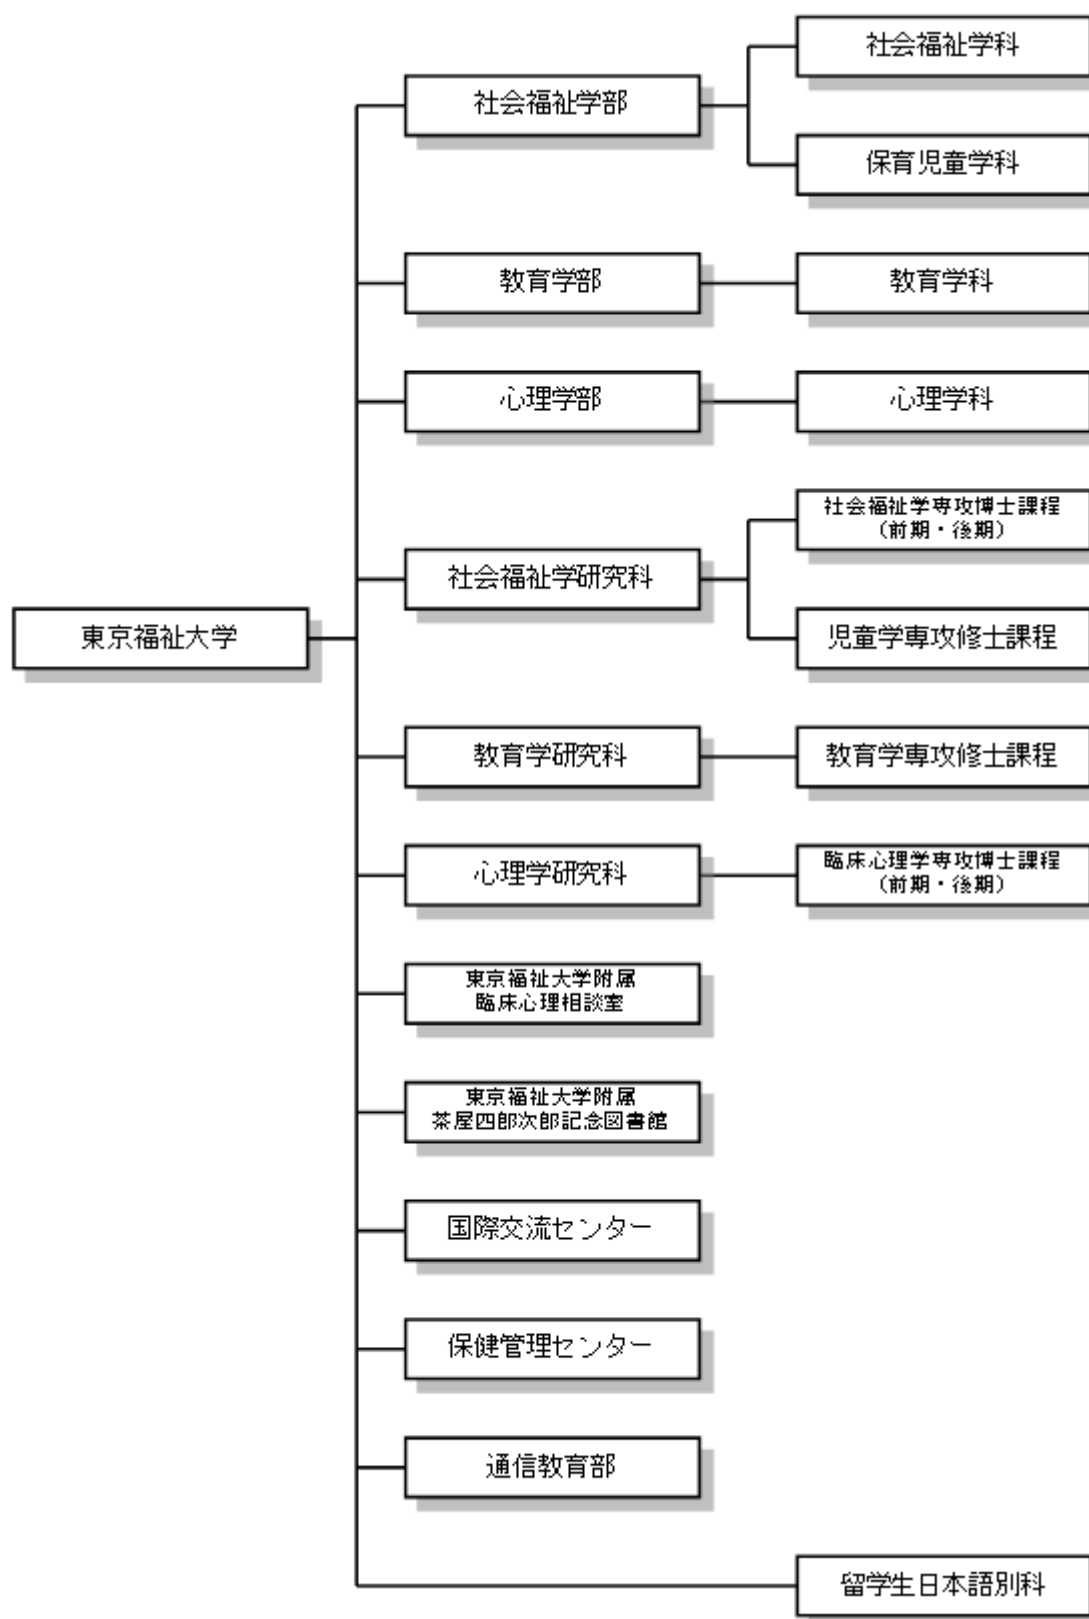 東京福祉大学
社会福祉学部
社会福祉学科
保育児童学科
教育学部
教育学科
心理学部
心理学科
社会福祉学研究科
社会福祉学専攻博士課程
(前期・後期)
児童学専攻修士課程
教育学研究科
教育学専攻修士課程
心理学研究科
臨床心理学専攻博士課程
(前期・後期)
東京福祉大学附属
臨床心理相談室
東京福祉大学附属
茶屋四郎次郎記念図書館
国際交流センター
保健管理センター
通信教育部
留学生日本語別科